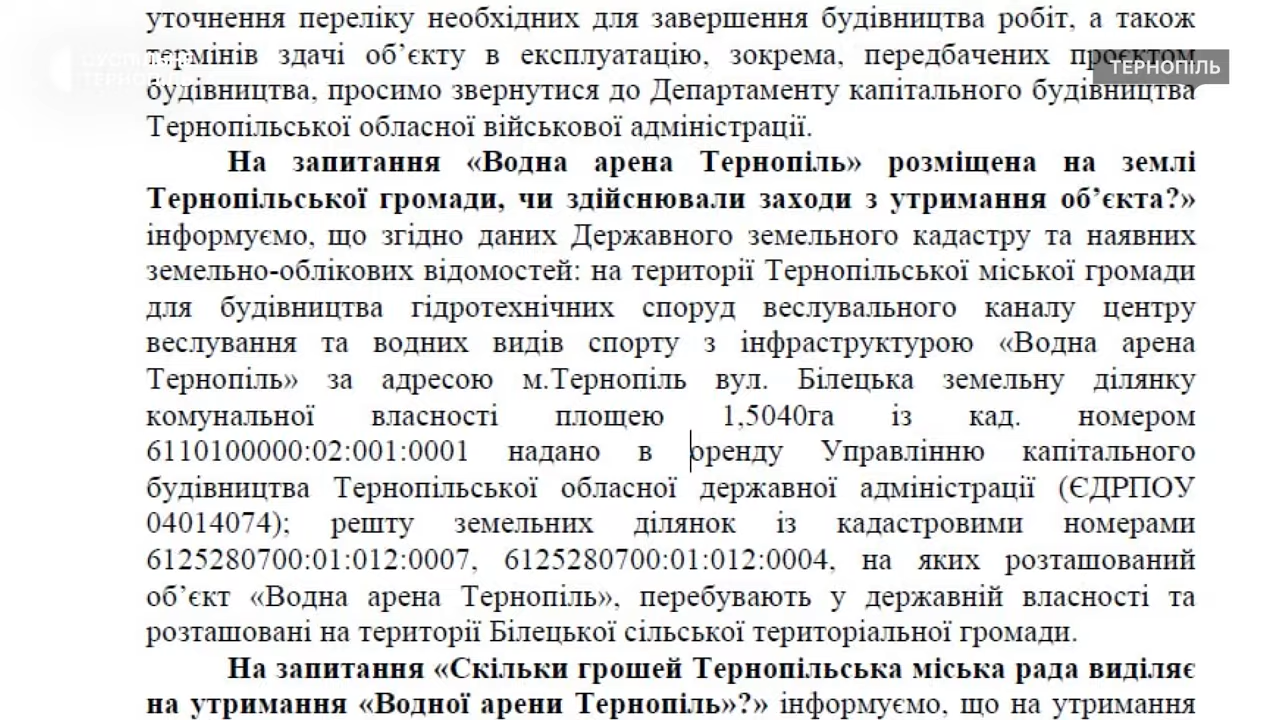 уточнення переліку необхідних для завершення будівництва робіт, а також
термінів здачі об’єкту в експлуатацію, зокрема, передбачених проєктом
ТЕРНОПІЛЬ
будівництва, просимо звернутися до Департаменту капітального будівництва
Тернопільської обласної військової адміністрації.
На запитання «Водна арена Тернопіль» розміщена на землі
Тернопільської громади, чи здійснювали заходи з утримання об’єкта?»
інформуємо, що згідно даних Державного земельного кадастру та наявних
земельно-облікових відомостей: на території Тернопільської міської громади
для будівництва гідротехнічних споруд веслувального каналу центру
веслування та водних видів спорту з інфраструктурою «Водна арена
Тернопіль» за адресою м.Тернопіль вул. Білецька земельну ділянку
комунальної власності площею 1,5040га із кад. номером
6110100000:02:001:0001 надано в оренду Управлінню капітального
будівництва Тернопільської обласної державної адміністрації (ЄДРПОУ
04014074); решту земельних ділянок із кадастровими номерами
6125280700:01:012:0007, 6125280700:01:012:0004, на яких розташований
об’єкт «Водна арена Тернопіль», перебувають у державній власності та
розташовані на території Білецької сільської територіальної громади.
На запитання «Скільки грошей Тернопільська міська рада виділяє
на утримання «Водної арени Тернопіль»?» інформуємо, що на утримання